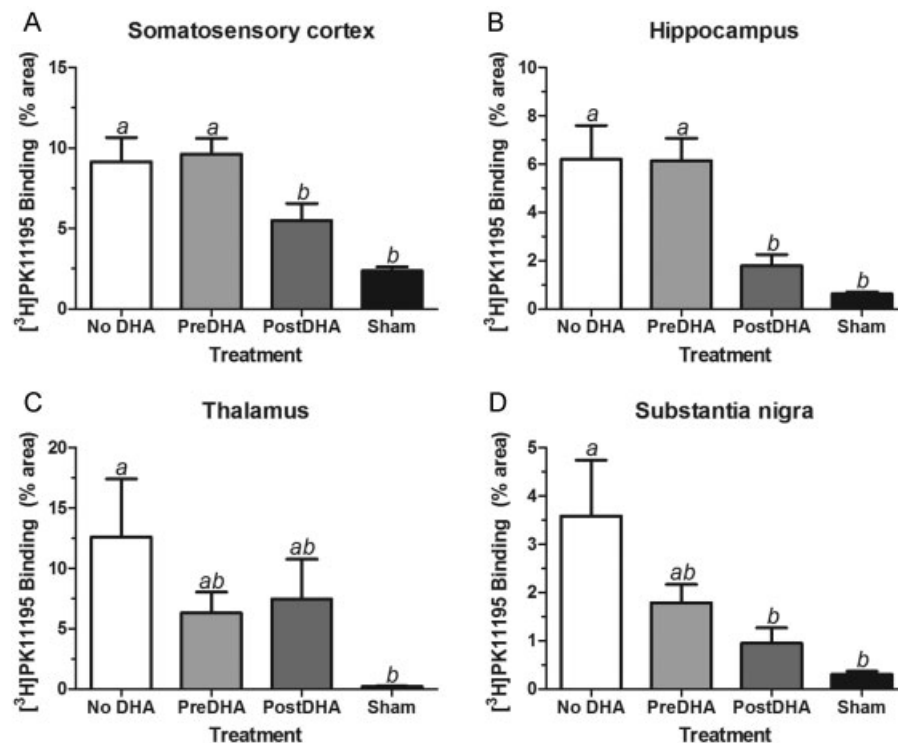 A
Somatosensory cortex
[³H]PK11195 Binding (% area)
15
10
5
0
a
a
b
b
No DHA PreDHA PostDHA Sham
Treatment
B
Hippocampus
[³H]PK11195 Binding (% area)
10
8
6
4
2
0
a
a
b
b
No DHA PreDHA PostDHA Sham
Treatment
C
Thalamus
[³H]PK11195 Binding (% area)
20
15
10
5
0
a
ab
ab
b
No DHA PreDHA PostDHA Sham
Treatment
D
Substantia nigra
[³H]PK11195 Binding (% area)
5
4
3
2
1
0
a
ab
b
b
No DHA PreDHA PostDHA Sham
Treatment